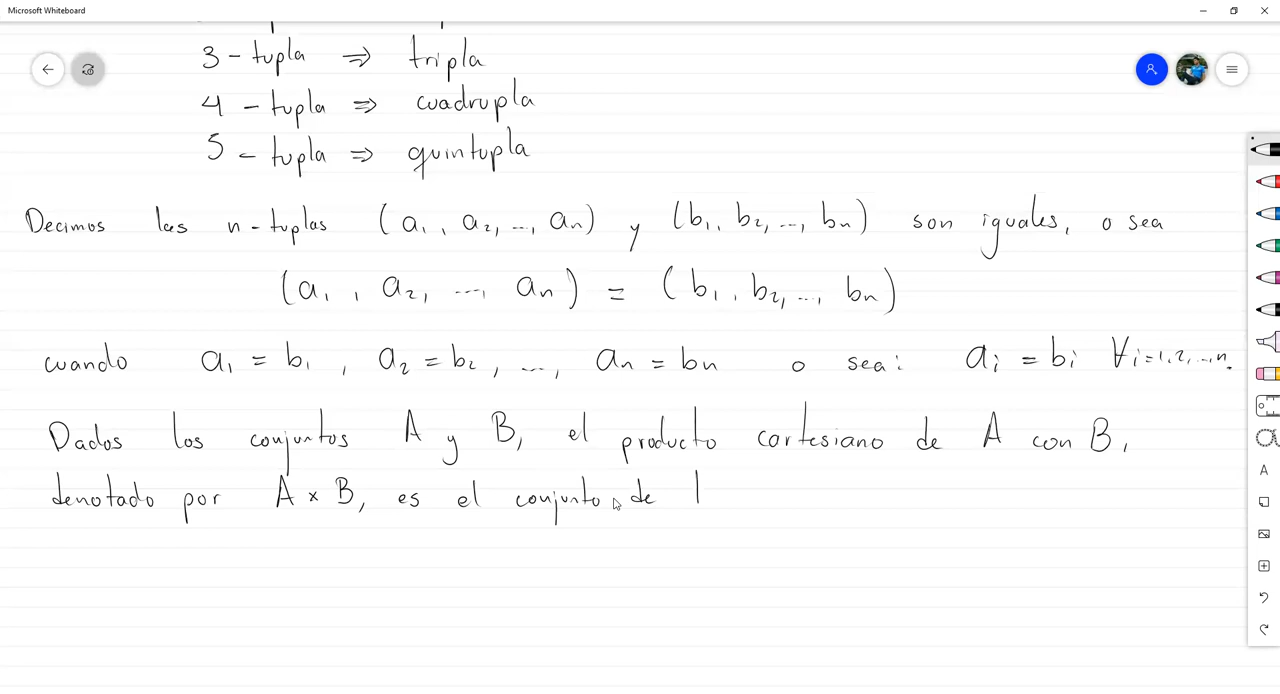 Microsoft Whiteboard
3 - tupla ⇒ tripla
4 - tupla ⇒ cuadrupla
5 - tupla ⇒ quintupla
Decimos las n-tuplas (a₁, a₂, ..., aₙ) y (b₁, b₂, ..., bₙ) son iguales, o sea
(a₁, a₂, ..., aₙ) = (b₁, b₂, ..., bₙ)
cuando a₁ = b₁, a₂ = b₂, ..., aₙ = bₙ o sea: aᵢ = bᵢ ∀i=1,2,...,n.
Dados los conjuntos A y B, el producto cartesiano de A con B,
denotado por A × B, es el conjunto de l
A